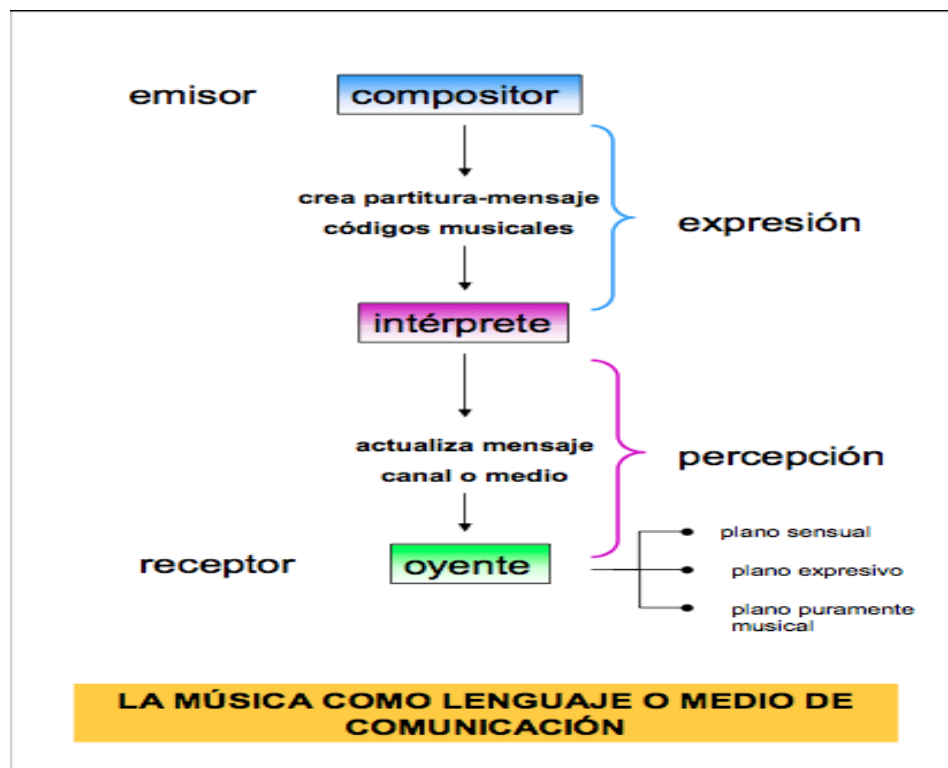 emisor
compositor
crea partitura-mensaje
códigos musicales
expresión
intérprete
actualiza mensaje
canal o medio
percepción
receptor
oyente
plano sensual
plano expresivo
plano puramente
musical
LA MÚSICA COMO LENGUAJE O MEDIO DE
COMUNICACIÓN